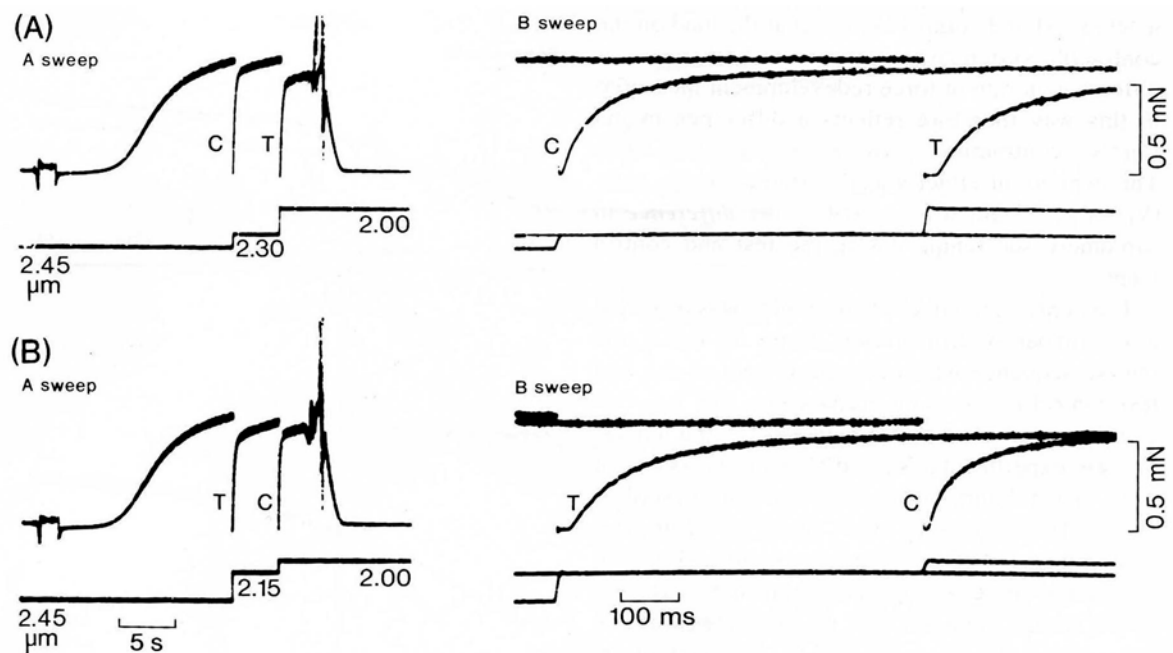 (A)
A sweep
B sweep
C
T
C
T
0.5 mN
2.00
2.30
2.45
µm
(B)
A sweep
B sweep
T
C
T
C
0.5 mN
2.15
2.00
2.45
µm
5 s
100 ms